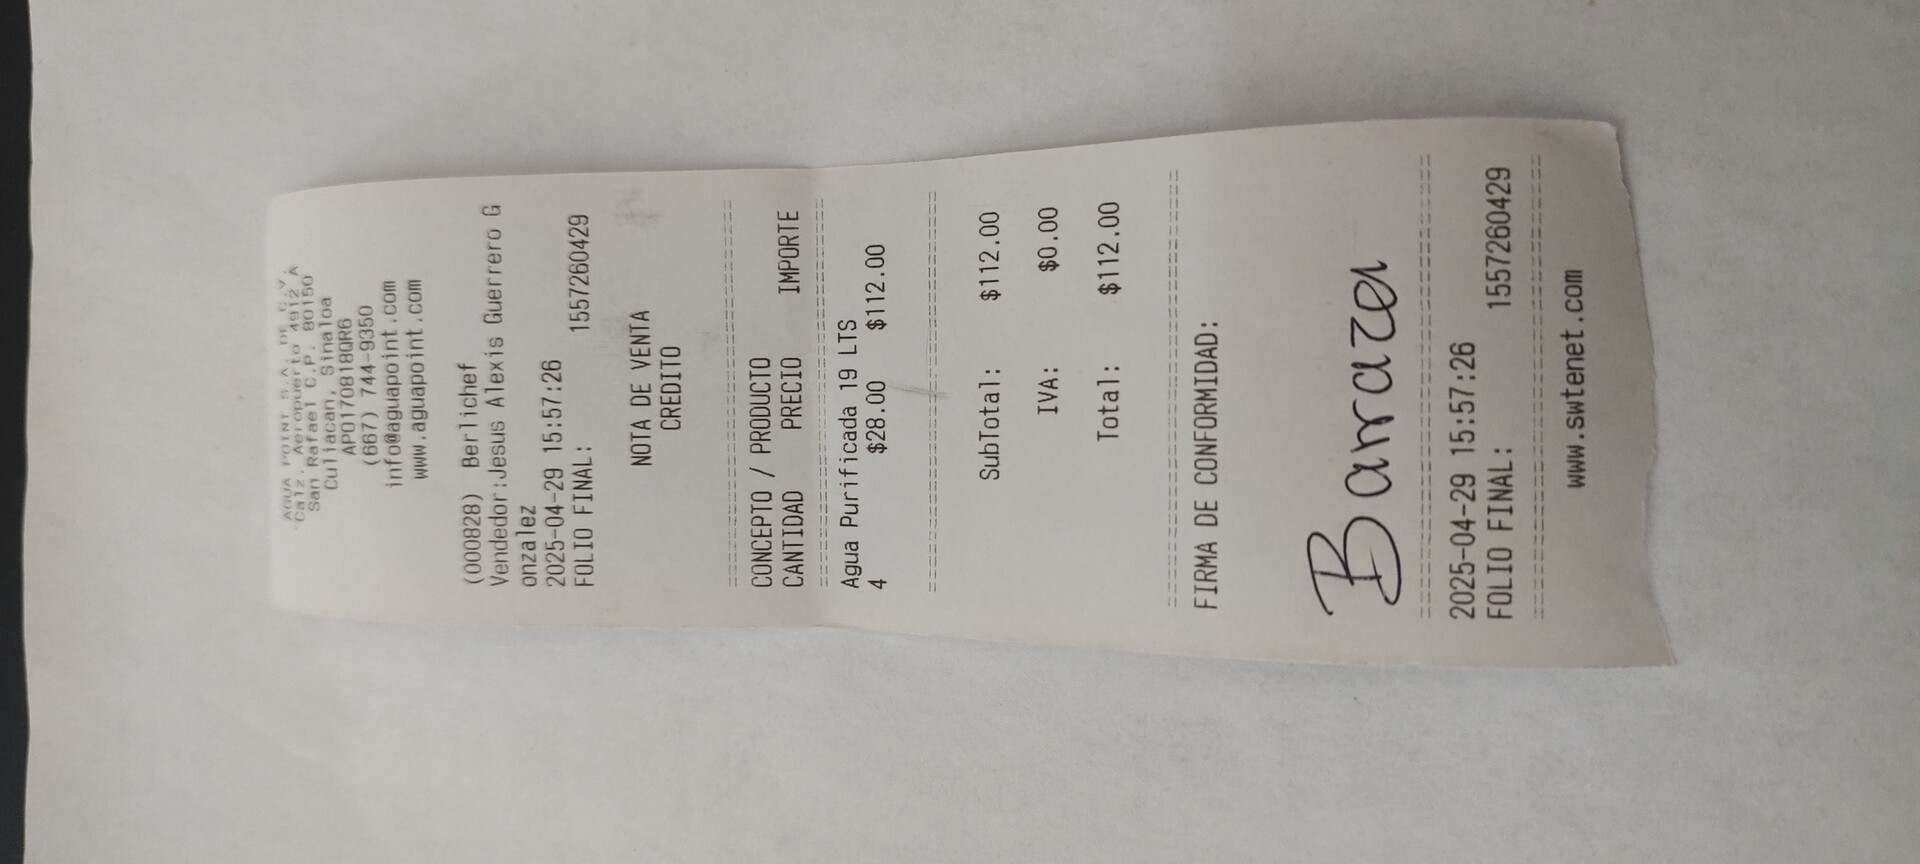 AGUA POINT S.A. DE C.V.
Calz. Aeropuerto 4912 A
San Rafael C.P. 80150
Culiacan, Sinaloa
APO170818QR6
(667) 744-9350
info@aguapoint.com
www.aguapoint.com
(000828) Berlichef
Vendedor:Jesus Alexis Guerrero G
onzalez
2025-04-29 15:57:26
FOLIO FINAL: 1557260429
NOTA DE VENTA
CREDITO
================================
CONCEPTO / PRODUCTO
CANTIDAD PRECIO IMPORTE
================================
Agua Purificada 19 LTS
4 $28.00 $112.00
================================
SubTotal: $112.00
IVA: $0.00
Total: $112.00
================================
FIRMA DE CONFORMIDAD:
Barraza
================================
2025-04-29 15:57:26
FOLIO FINAL: 1557260429
================================
www.swtenet.com